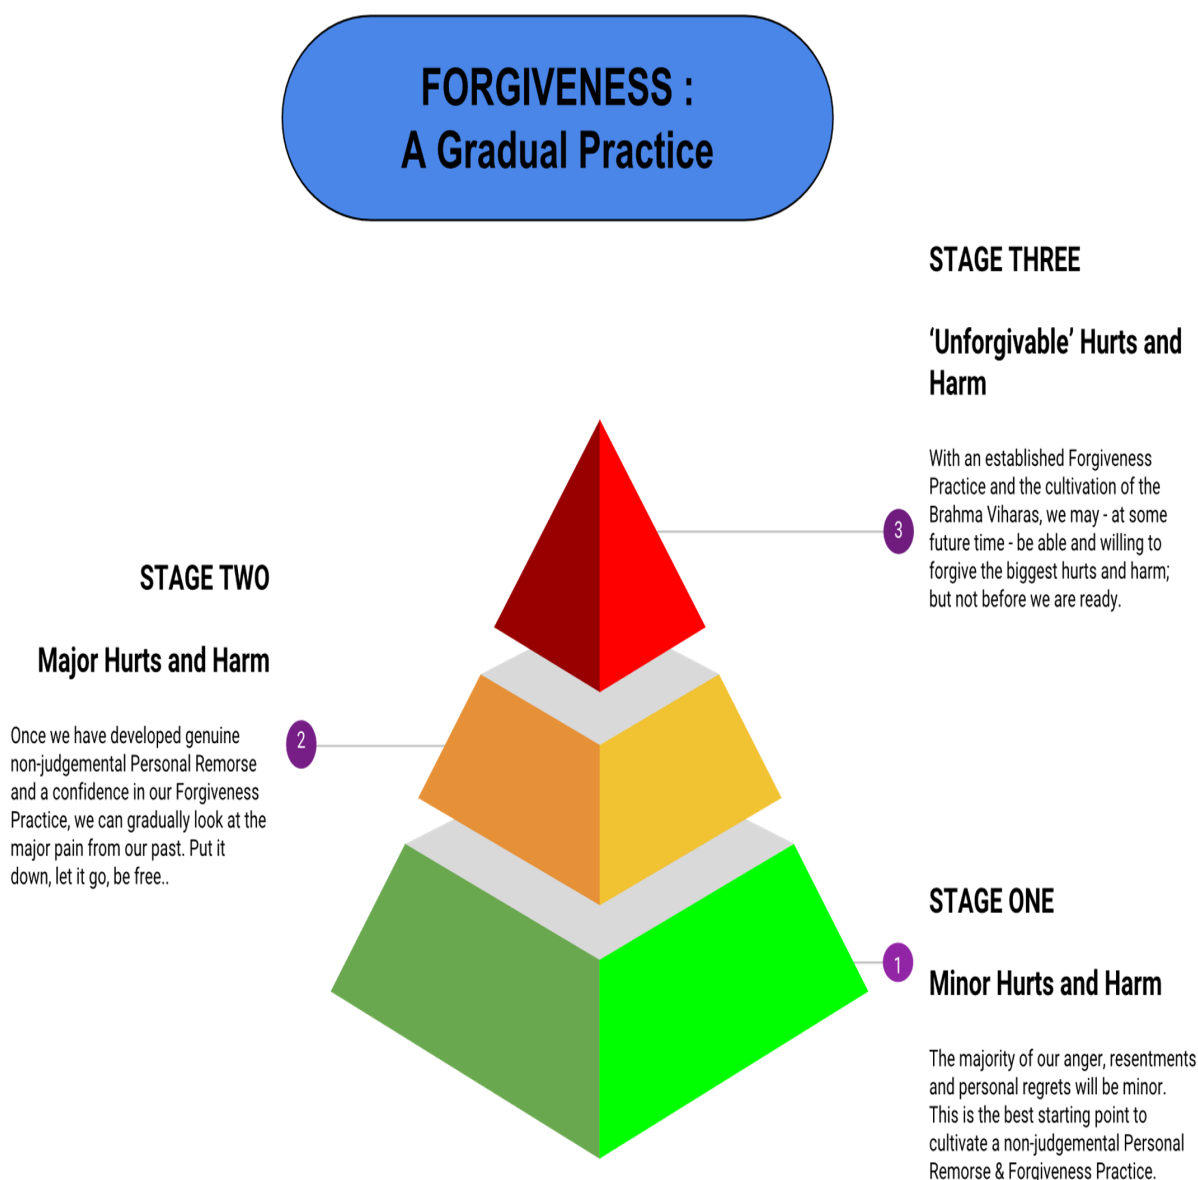 FORGIVENESS :
A Gradual Practice
STAGE THREE
‘Unforgivable’ Hurts and
Harm
With an established Forgiveness
Practice and the cultivation of the
Brahma Viharas, we may - at some
future time - be able and willing to
forgive the biggest hurts and harm;
but not before we are ready.
3
STAGE TWO
Major Hurts and Harm
Once we have developed genuine
non-judgemental Personal Remorse
and a confidence in our Forgiveness
Practice, we can gradually look at the
major pain from our past. Put it
down, let it go, be free..
2
STAGE ONE
Minor Hurts and Harm
The majority of our anger, resentments
and personal regrets will be minor.
This is the best starting point to
cultivate a non-judgemental Personal
Remorse & Forgiveness Practice.
1